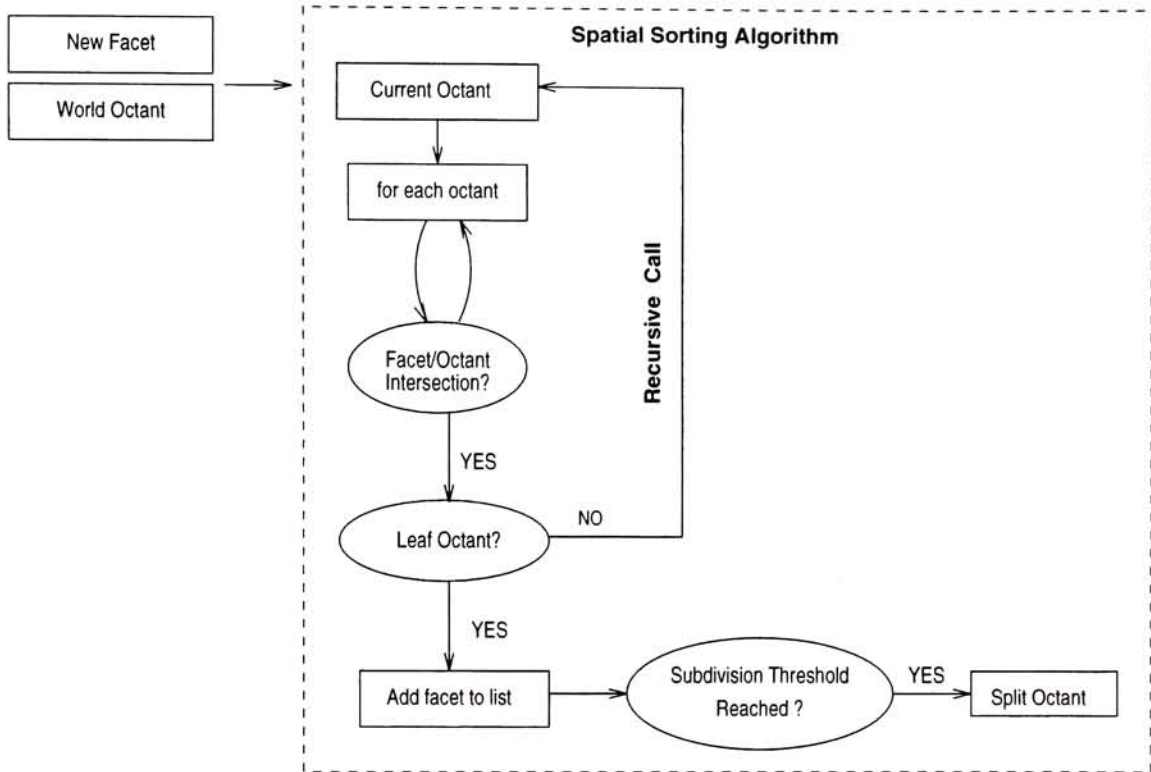 New Facet
World Octant
Spatial Sorting Algorithm
Current Octant
for each octant
Recursive Call
Facet/Octant
Intersection?
YES
Leaf Octant?
NO
YES
Add facet to list
Subdivision Threshold
Reached ?
YES
Split Octant